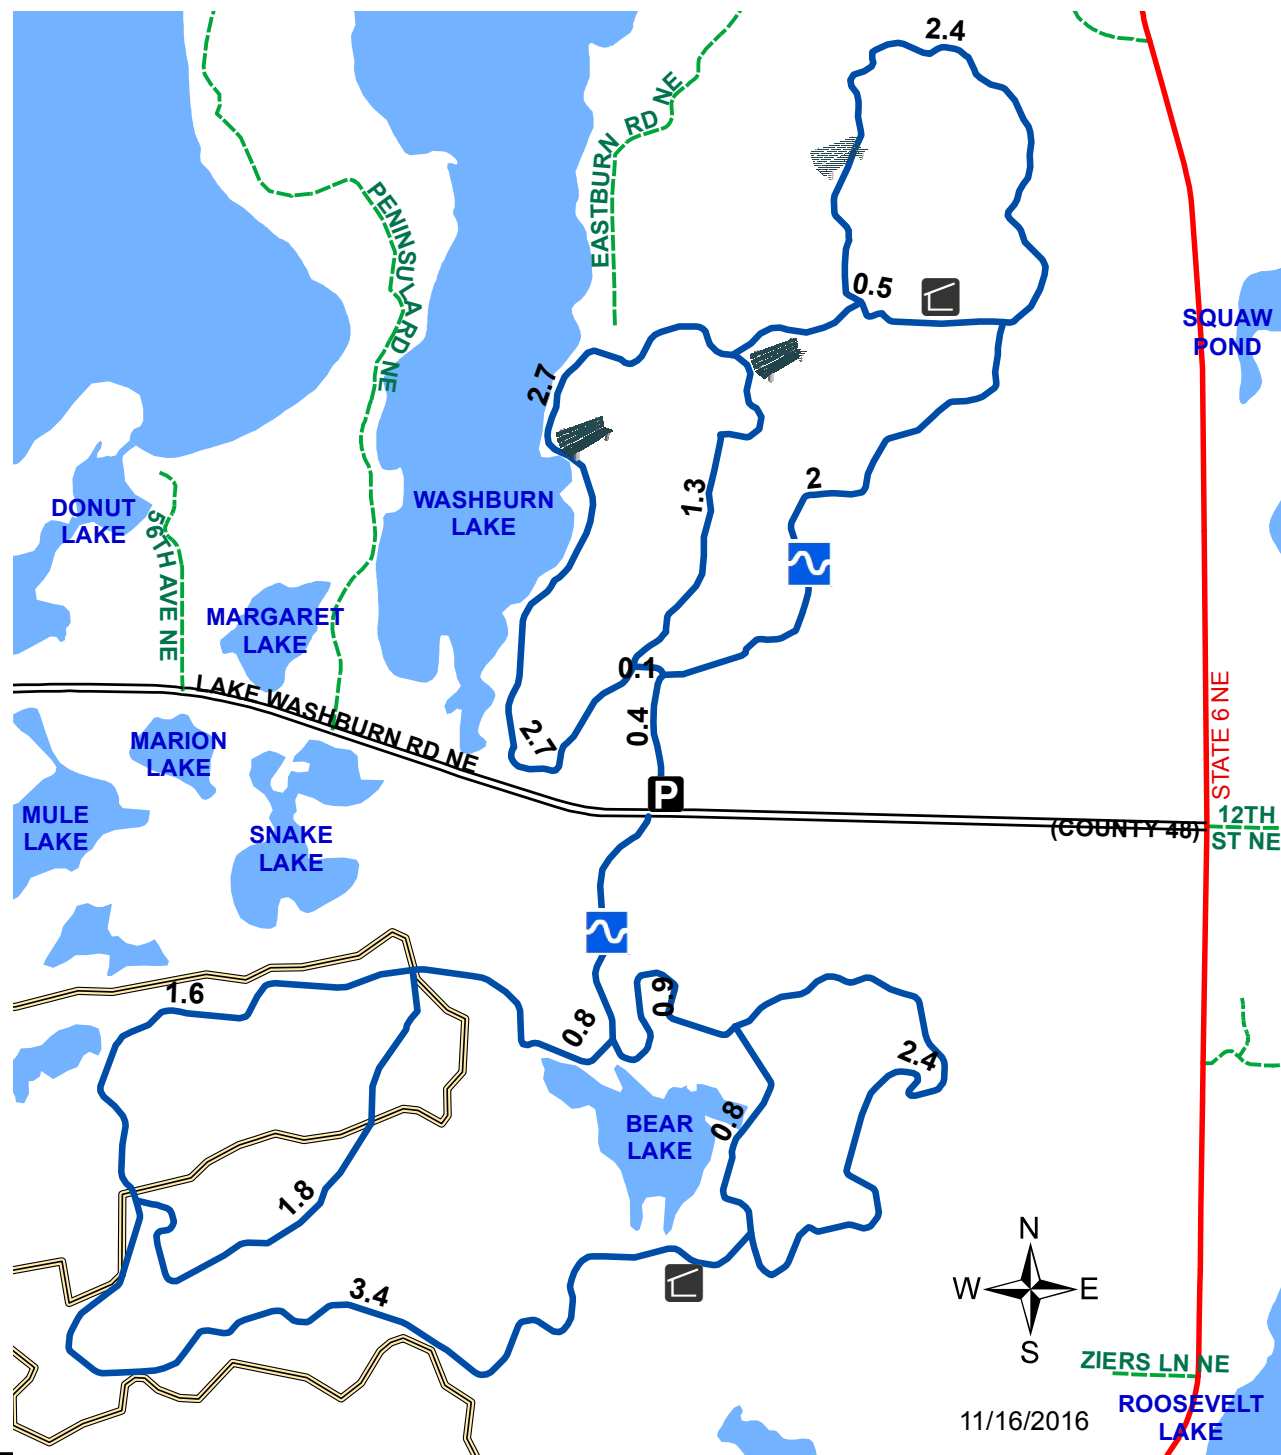 2.4
EASTBURN RD NE
PENINSULA RD NE
0.5
SQUAW
POND
2.7
2
1.3
DONUT
LAKE
WASHBURN
LAKE
56TH AVE NE
MARGARET
LAKE
0.1
LAKE WASHBURN RD NE
0.4
2.7
STATE 6 NE
MARION
LAKE
P
MULE
LAKE
SNAKE
LAKE
(COUNTY 48)
12TH
ST NE
1.6
0.9
0.8
2.4
BEAR
LAKE
0.8
1.8
3.4
N
W
E
S
ZIERS LN NE
11/16/2016
ROOSEVELT
LAKE